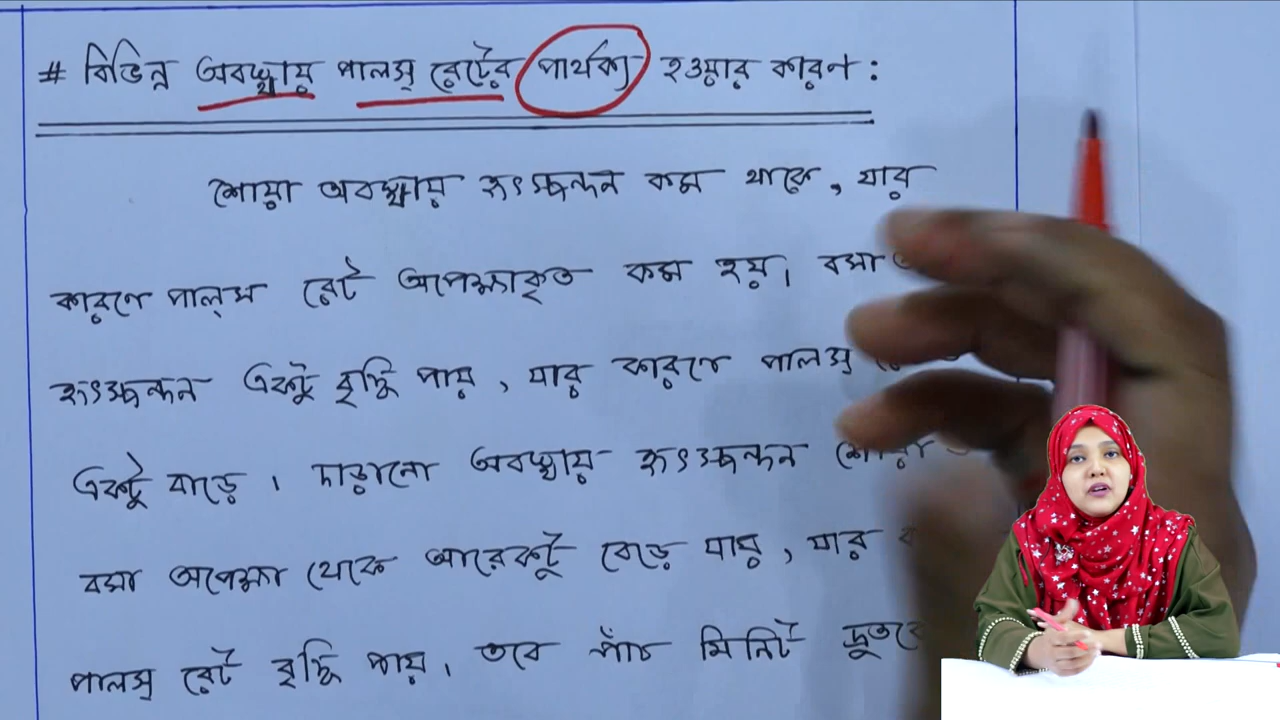 # বিভিন্ন অবস্থায় পালস্ রেটের পার্থক্য হওয়ার কারণ :
শোয়া অবস্থায় হৃৎস্পন্দন কম থাকে, যার
কারণে পাল্স রেট অপেক্ষাকৃত কম হয়। বসা
হৃৎস্পন্দন একটু বৃদ্ধি পায়, যার কারণে পালস্
একটু বাড়ে। দাড়ানো অবস্থায় হৃৎস্পন্দন শোয়া
বসা অপেক্ষা থেকে আরেকটু বেড়ে যায়, যার
পালস্ রেট বৃদ্ধি পায়। তবে পাঁচ মিনিট